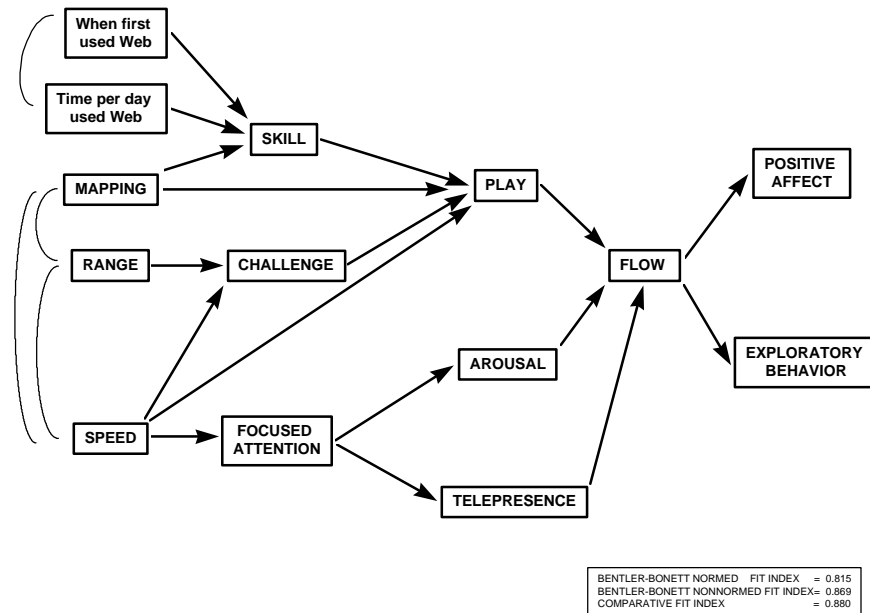 When first
used Web
Time per day
used Web
SKILL
MAPPING
PLAY
POSITIVE
AFFECT
RANGE
CHALLENGE
FLOW
AROUSAL
EXPLORATORY
BEHAVIOR
SPEED
FOCUSED
ATTENTION
TELEPRESENCE
BENTLER-BONETT NORMED FIT INDEX = 0.815
BENTLER-BONETT NONNORMED FIT INDEX= 0.869
COMPARATIVE FIT INDEX = 0.880